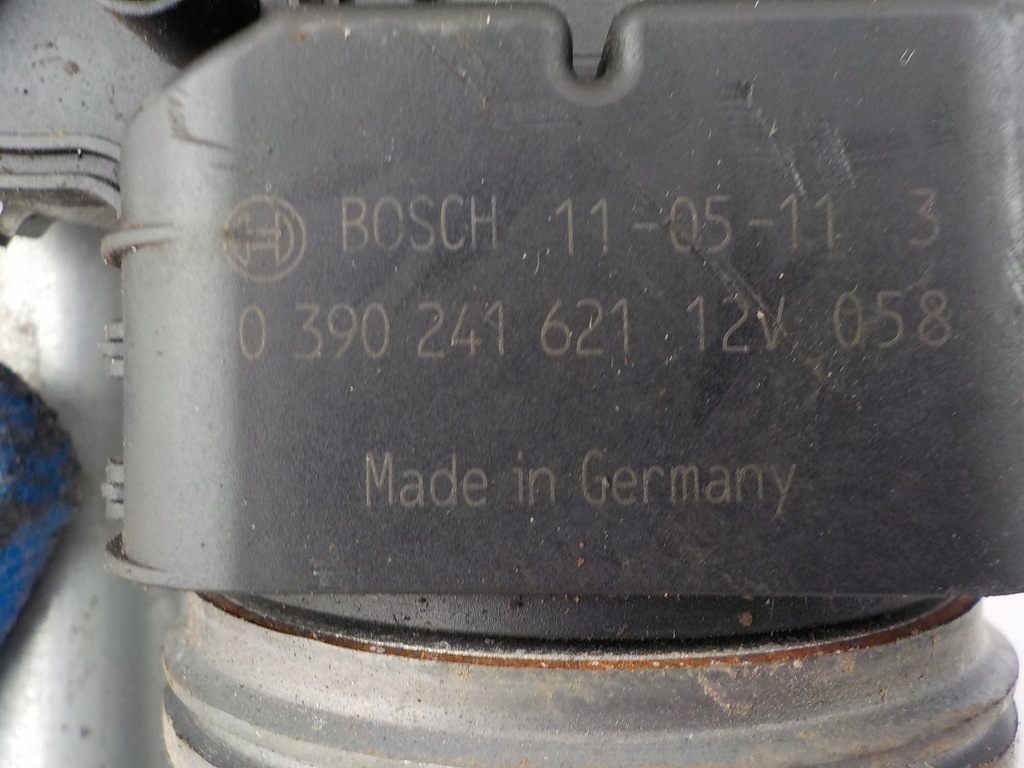 BOSCH 11-05-11 3
0 390 241 621 12V 058
Made in Germany